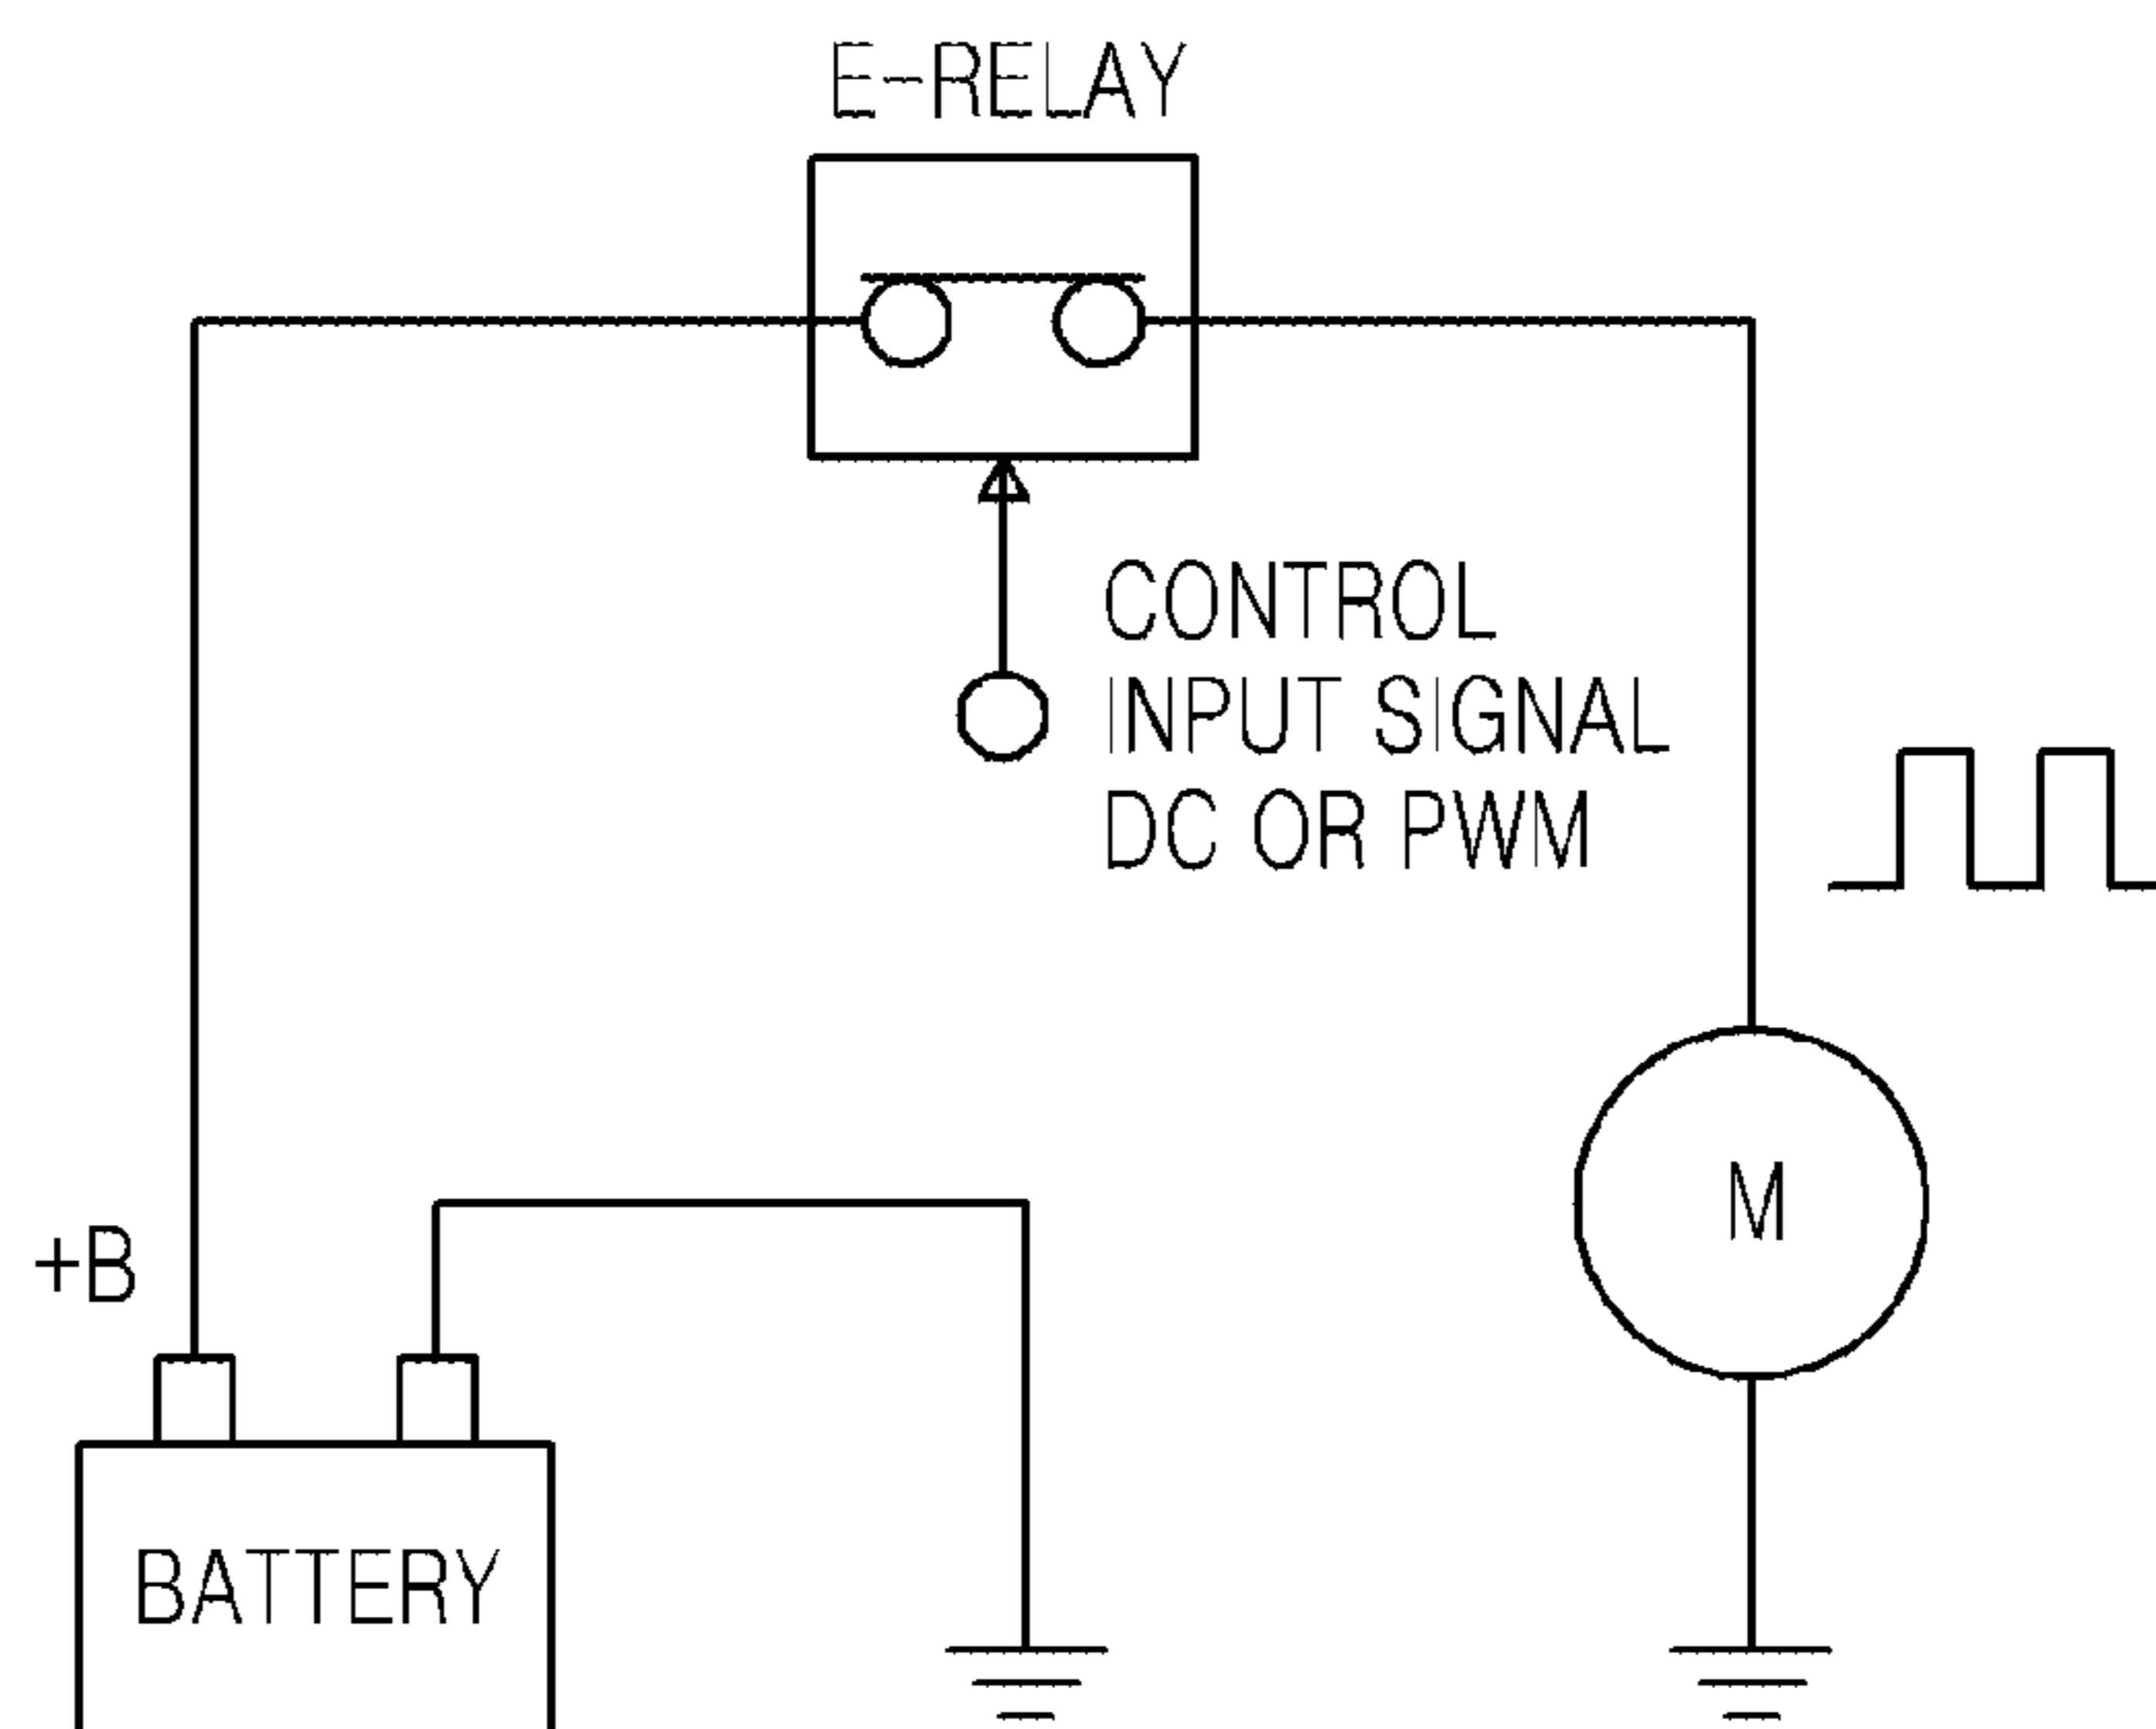 E-RELAY
CONTROL
INPUT SIGNAL
DC OR PWM
M
+B
BATTERY